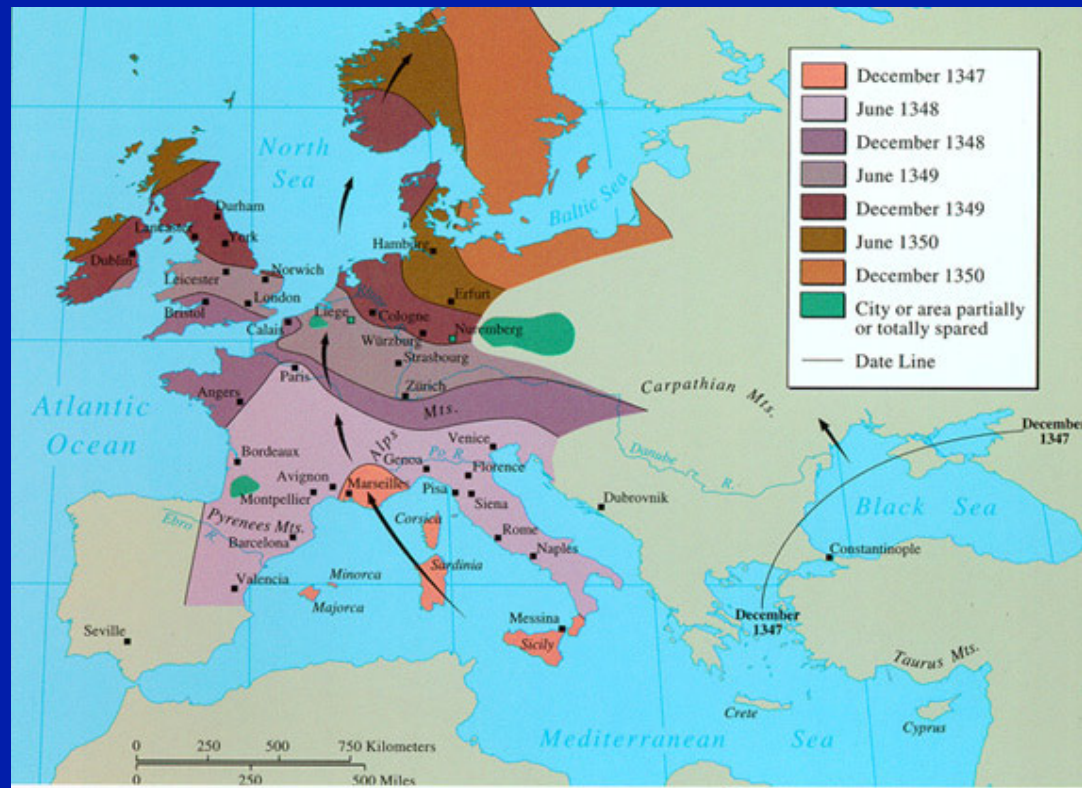 December 1347
June 1348
December 1348
June 1349
December 1349
June 1350
December 1350
City or area partially
or totally spared
Date Line
North
Sea
Baltic Sea
Durham
Lancaster
York
Dublin
Leicester
Norwich
London
Bristol
Calais
Hamburg
Erfurt
Rhine
Liege
Cologne
Nuremberg
Würzburg
Strasbourg
Paris
Zürich
Angers
Mts.
Alps
Carpathian Mts.
Atlantic
Ocean
Bordeaux
Avignon
Montpellier
Marseilles
Genoa
Po R.
Venice
Florence
Pisa
Siena
Danube
R.
Dubrovnik
December
1347
Black Sea
Constantinople
Pyrenees Mts.
Ebro R.
Barcelona
Corsica
Rome
Naples
Sardinia
Valencia
Minorca
Majorca
Seville
Messina
Sicily
December
1347
Taurus Mts.
Crete
Cyprus
Mediterranean Sea
0 250 500 750 Kilometers
0 250 500 Miles